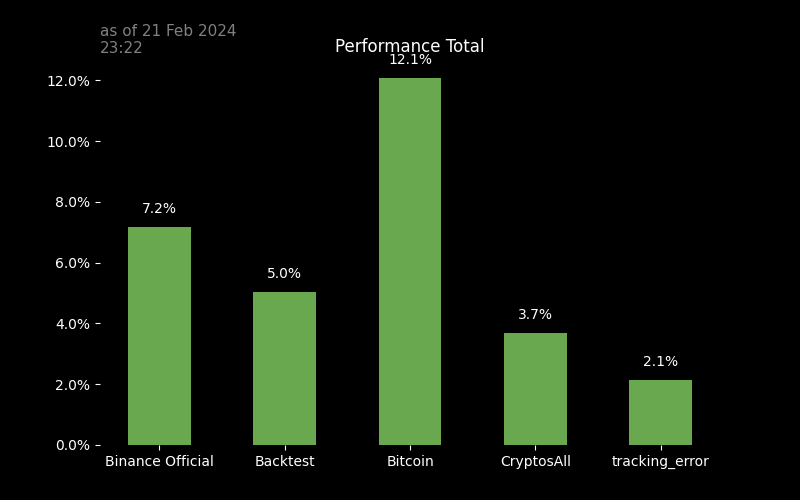 as of 21 Feb 2024
23:22
Performance Total
12.1%
12.0%
10.0%
8.0%
7.2%
6.0%
5.0%
4.0%
3.7%
2.0%
2.1%
0.0%
Binance Official
Backtest
Bitcoin
CryptosAll
tracking_error